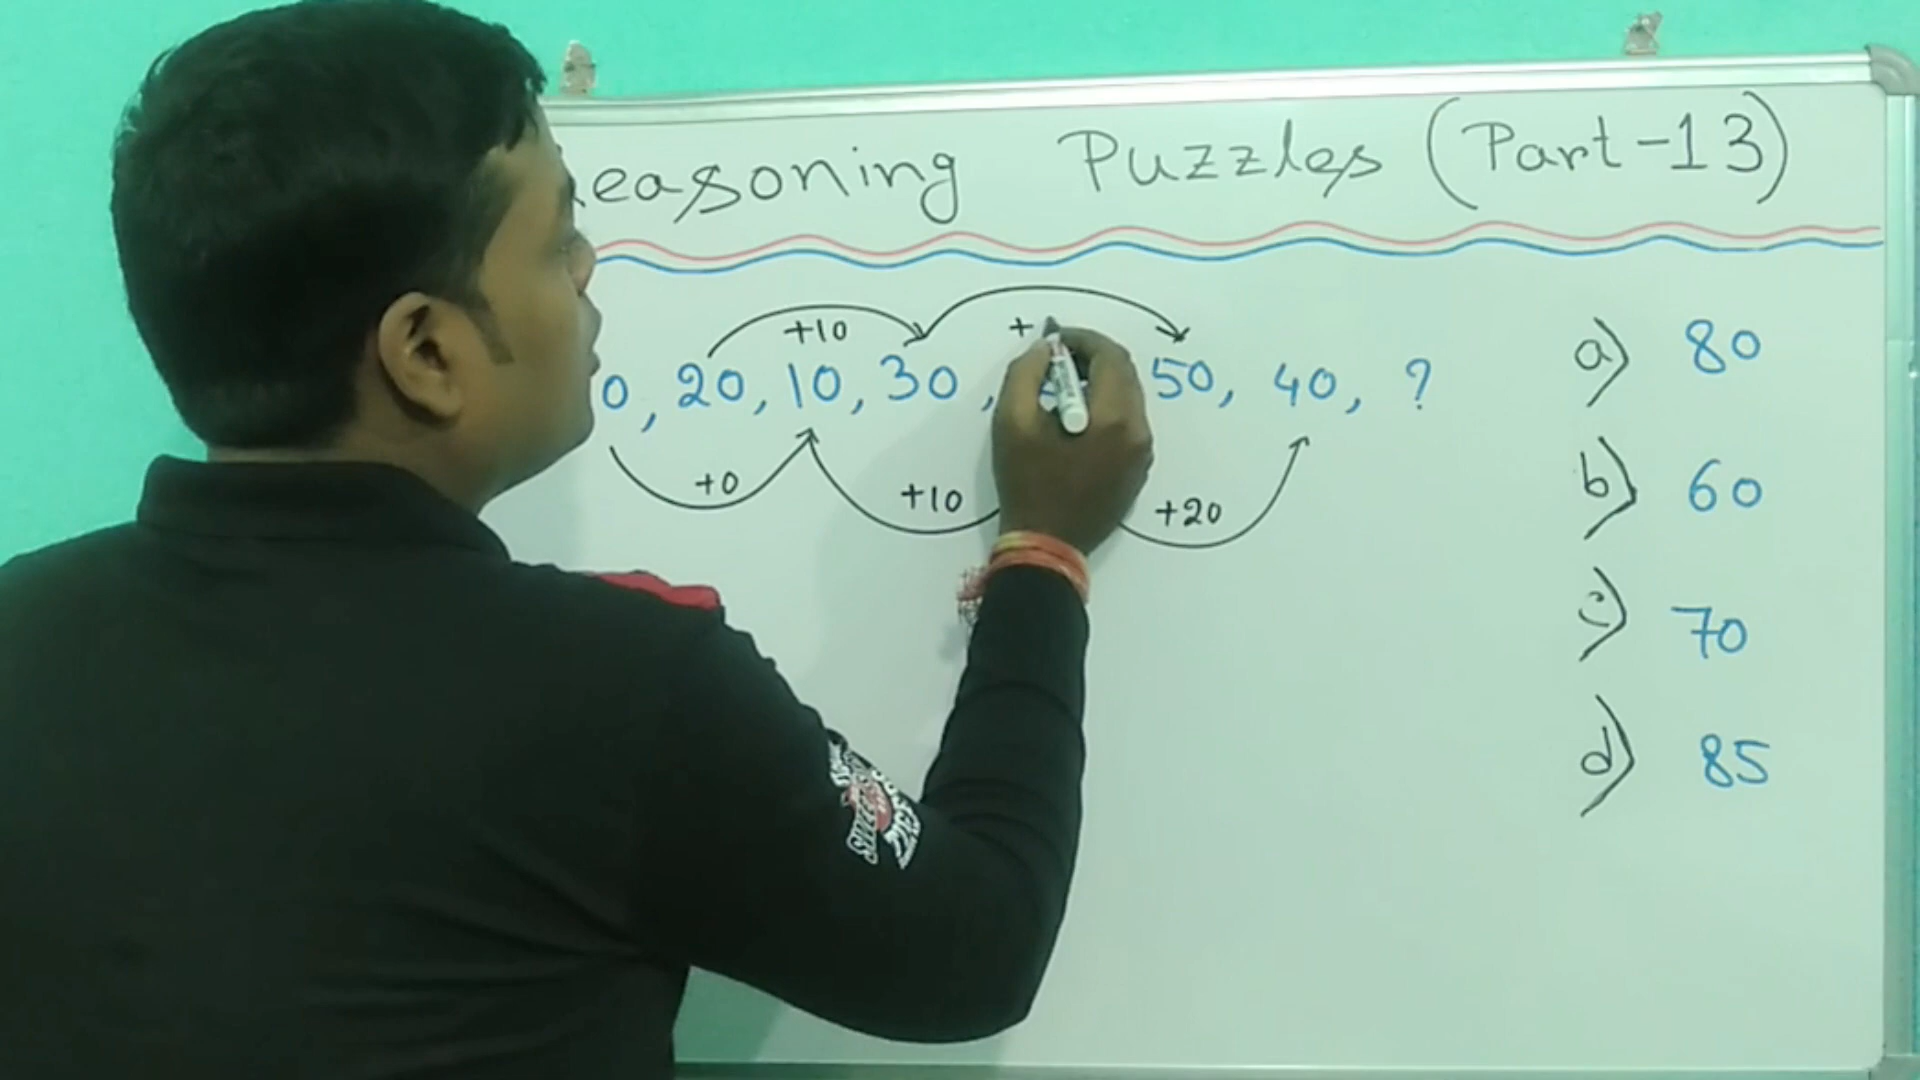 easoning Puzzles (Part-13)
+10 +
0, 20, 10, 30, 50, 40, ?
+0 +10 +20
a) 80
b) 60
c) 70
d) 85